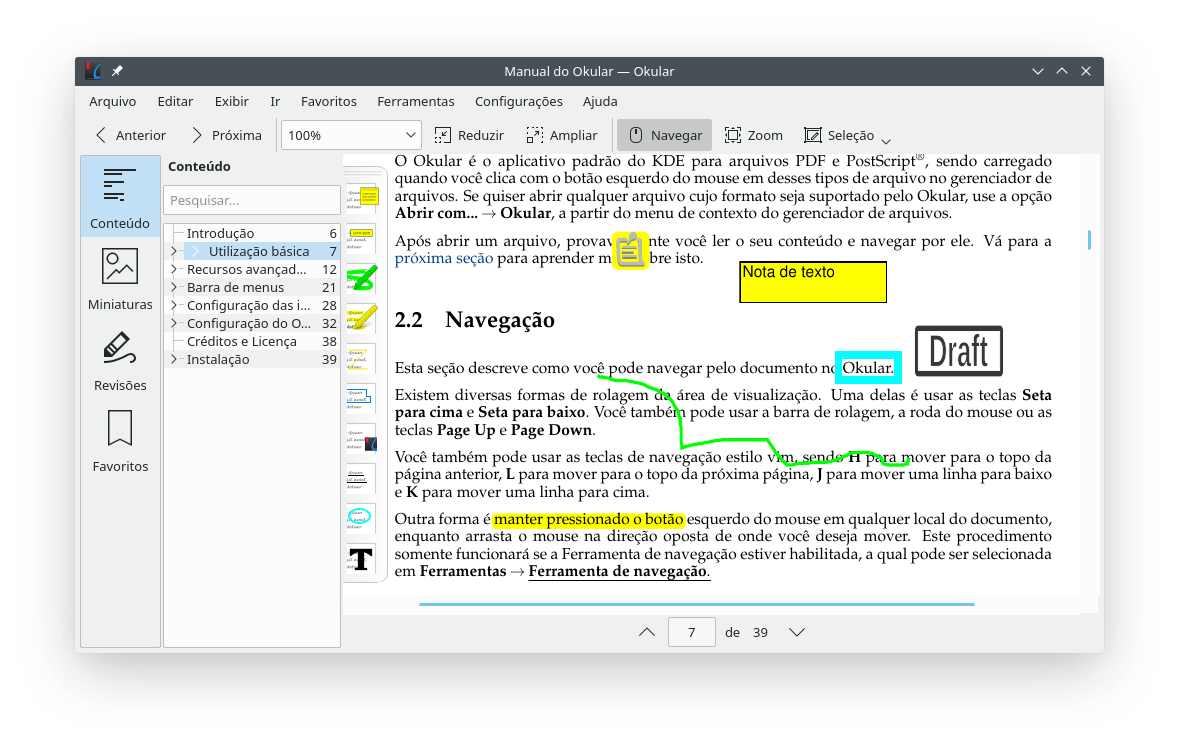 Manual do Okular — Okular
Arquivo Editar Exibir Ir Favoritos Ferramentas Configurações Ajuda
Anterior Próxima 100% Reduzir Ampliar Navegar Zoom Seleção
Conteúdo
Miniaturas
Revisões
Favoritos
Conteúdo
Pesquisar...
Introdução 6
Utilização básica 7
Recursos avançad... 12
Barra de menus 21
Configuração das i... 28
Configuração do O... 32
Créditos e Licença 38
Instalação 39
O Okular é o aplicativo padrão do KDE para arquivos PDF e PostScript®, sendo carregado
quando você clica com o botão esquerdo do mouse em desses tipos de arquivo no gerenciador de
arquivos. Se quiser abrir qualquer arquivo cujo formato seja suportado pelo Okular, use a opção
Abrir com... → Okular, a partir do menu de contexto do gerenciador de arquivos.
Após abrir um arquivo, você ler o seu conteúdo e navegar por ele. Vá para a
próxima seção para aprender isto.
Nota de texto
2.2 Navegação
Draft
Esta seção descreve como você pode navegar pelo documento no Okular.
Existem diversas formas de rolagem da área de visualização. Uma delas é usar as teclas Seta
para cima e Seta para baixo. Você também pode usar a barra de rolagem, a roda do mouse ou as
teclas Page Up e Page Down.
Você também pode usar as teclas de navegação estilo vim, sendo H para mover para o topo da
página anterior, L para mover para o topo da próxima página, J para mover uma linha para baixo
e K para mover uma linha para cima.
Outra forma é manter pressionado o botão esquerdo do mouse em qualquer local do documento,
enquanto arrasta o mouse na direção oposta de onde você deseja mover. Este procedimento
somente funcionará se a Ferramenta de navegação estiver habilitada, a qual pode ser selecionada
em Ferramentas → Ferramenta de navegação.
7 de 39